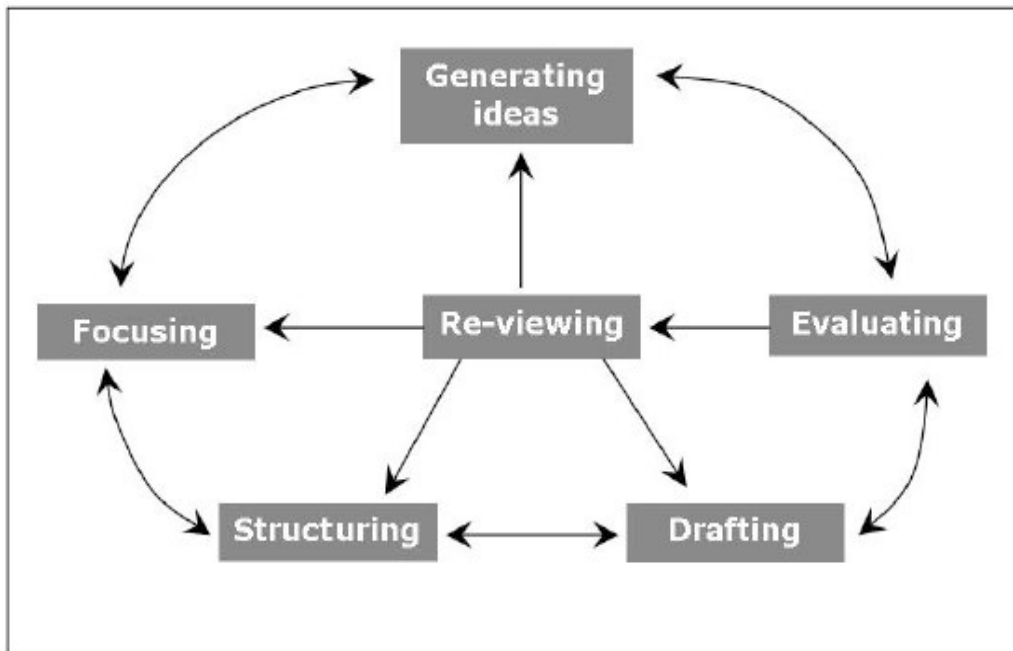 Generating
ideas
Focusing
Re-viewing
Evaluating
Structuring
Drafting